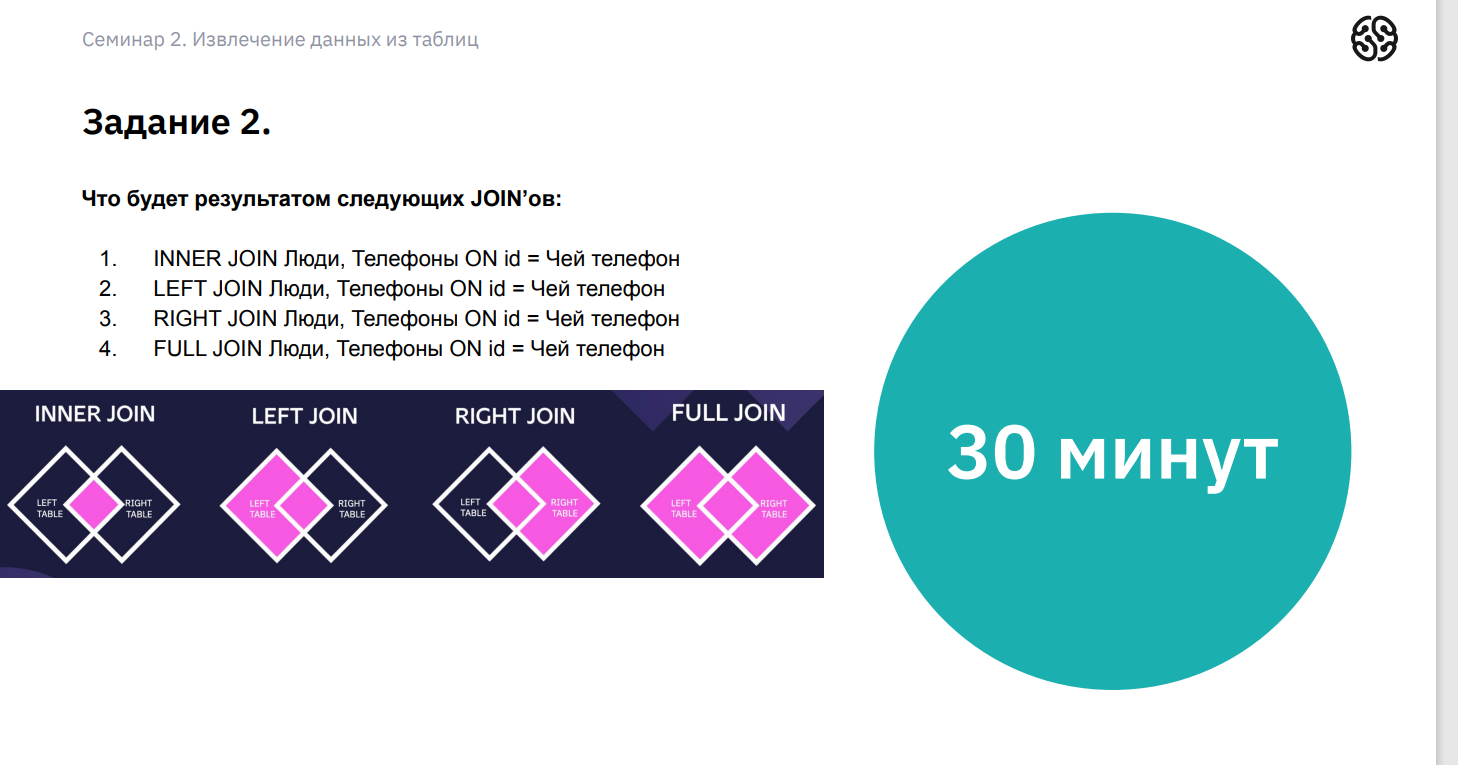 Семинар 2. Извлечение данных из таблиц
Задание 2.
Что будет результатом следующих JOIN’ов:
1. INNER JOIN Люди, Телефоны ON id = Чей телефон
2. LEFT JOIN Люди, Телефоны ON id = Чей телефон
3. RIGHT JOIN Люди, Телефоны ON id = Чей телефон
4. FULL JOIN Люди, Телефоны ON id = Чей телефон
INNER JOIN
LEFT
TABLE
RIGHT
TABLE
LEFT JOIN
LEFT
TABLE
RIGHT
TABLE
RIGHT JOIN
LEFT
TABLE
RIGHT
TABLE
FULL JOIN
LEFT
TABLE
RIGHT
TABLE
30 минут